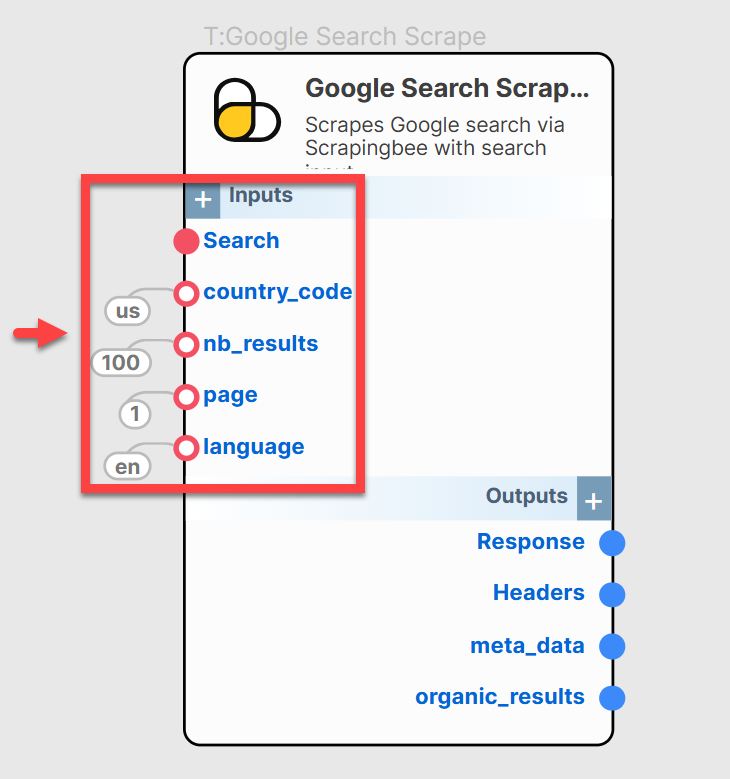 T:Google Search Scrape
Google Search Scrap...
Scrapes Google search via
Scrapingbee with search
+ Inputs
Search
us
country_code
100
nb_results
1
page
en
language
Outputs +
Response
Headers
meta_data
organic_results